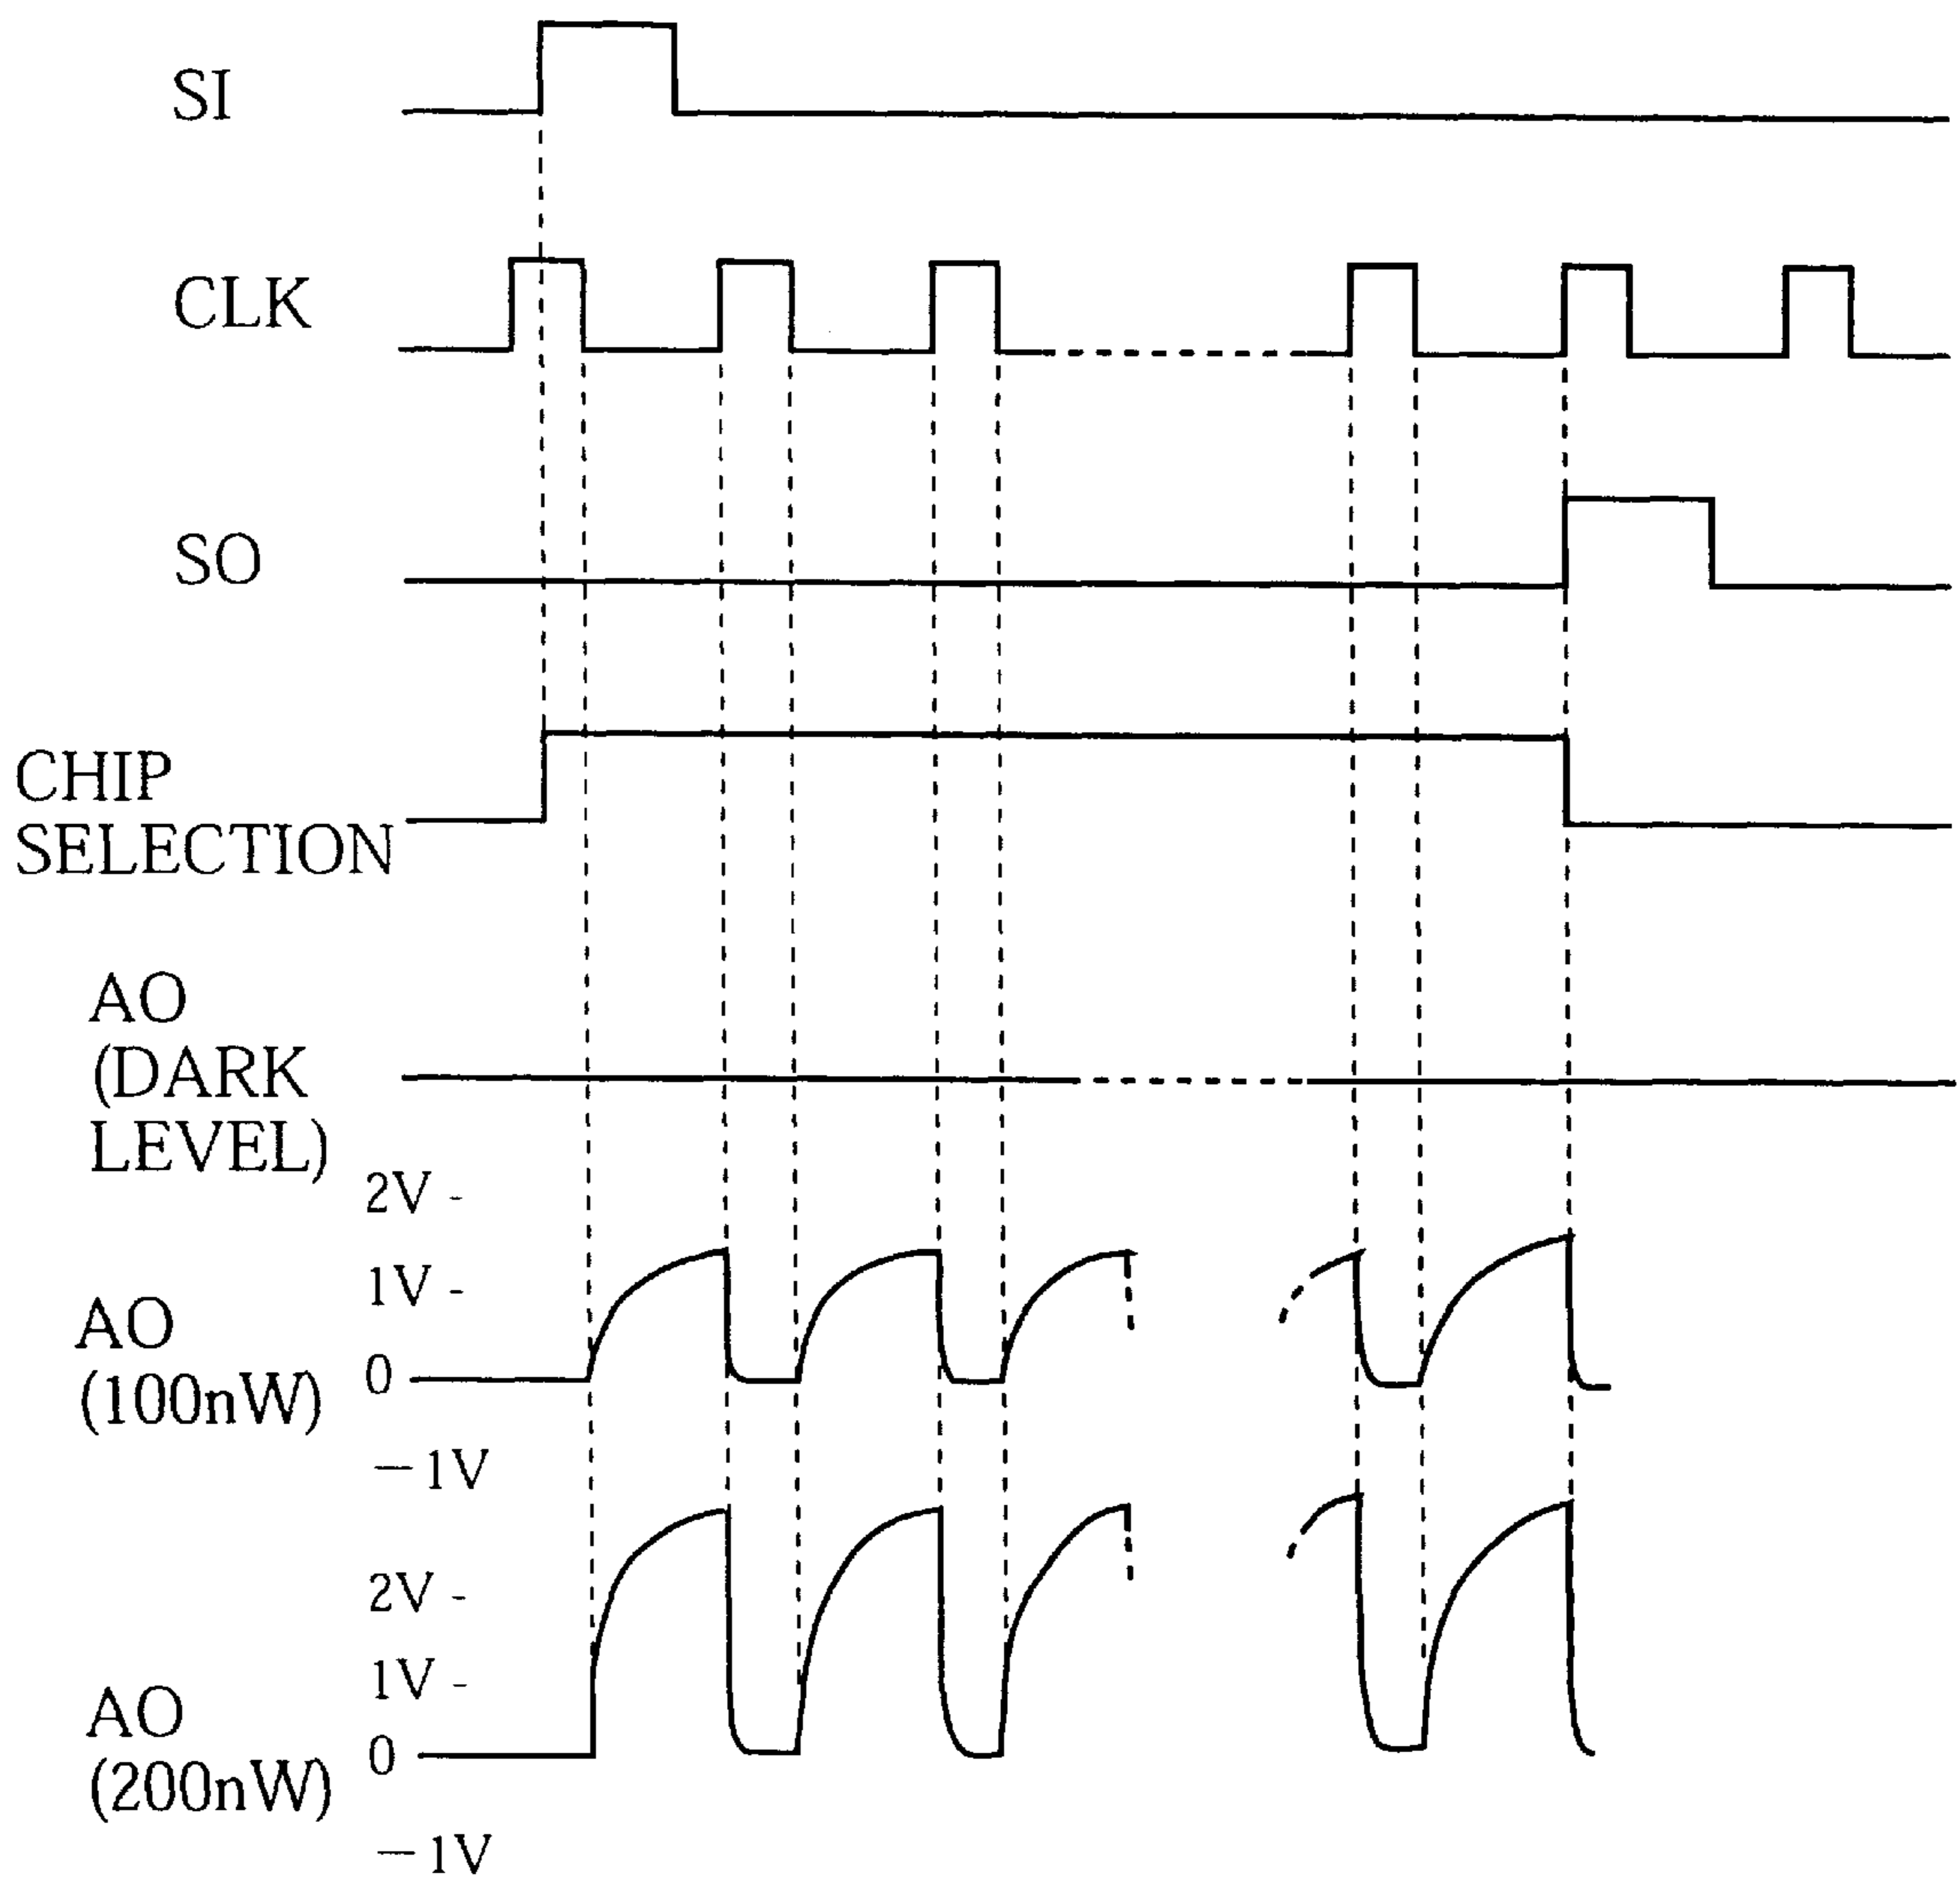 SI
CLK
SO
CHIP
SELECTION
AO
(DARK
LEVEL)
2V -
1V -
AO
(100nW)
0
—1V
2V -
1V -
AO
(200nW)
0
—1V